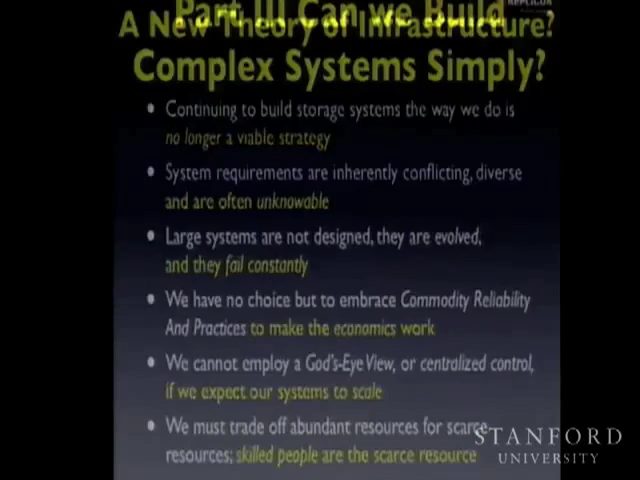 REPLICUS
Part III Can we Build
A New Theory of Infrastructure?
Complex Systems Simply?
• Continuing to build storage systems the way we do is
no longer a viable strategy
• System requirements are inherently conflicting, diverse
and are often unknowable
• Large systems are not designed, they are evolved,
and they fail constantly
• We have no choice but to embrace Commodity Reliability
And Practices to make the economics work
• We cannot employ a God's-Eye View, or centralized control,
if we expect our systems to scale
• We must trade off abundant resources for scarce
resources; skilled people are the scarce resource
STANFORD
UNIVERSITY